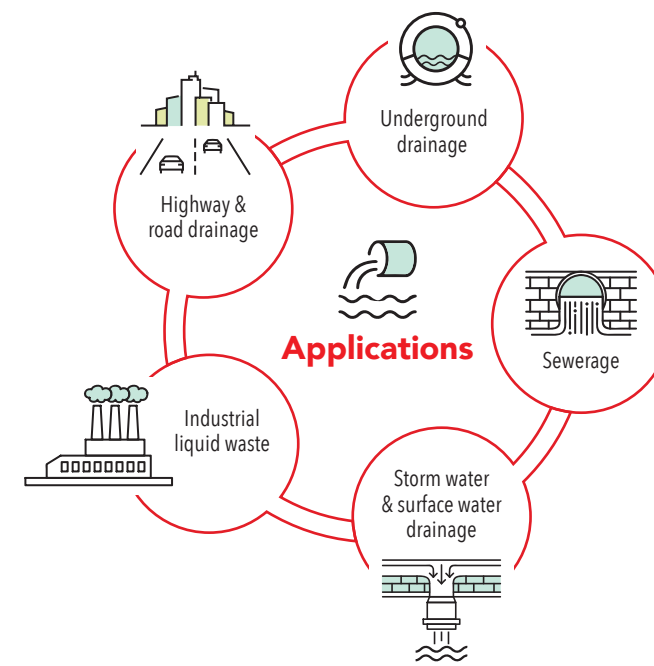 Underground
drainage
Highway &
road drainage
Applications
Sewerage
Industrial
liquid waste
Storm water
& surface water
drainage